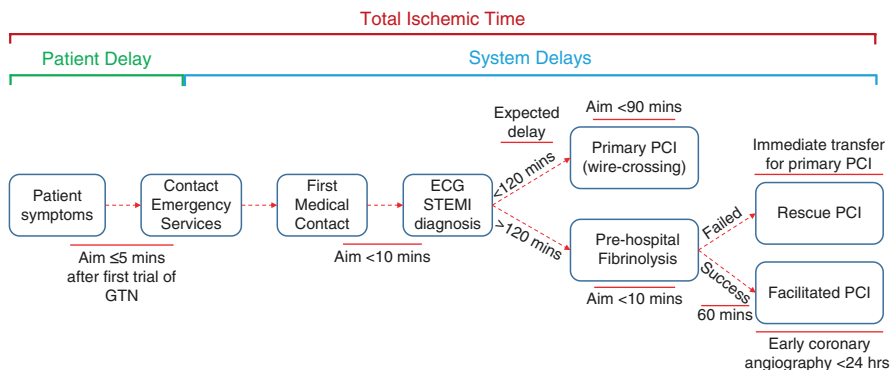 Total Ischemic Time
Patient Delay
System Delays
Expected
delay
Aim <90 mins
Primary PCI
(wire-crossing)
Immediate transfer
for primary PCI
Patient
symptoms
Contact
Emergency
Services
First
Medical
Contact
ECG
STEMI
diagnosis
<120 mins
>120 mins
Pre-hospital
Fibrinolysis
Failed
Success
Rescue PCI
Facilitated PCI
Aim ≤5 mins
after first trial of
GTN
Aim <10 mins
Aim <10 mins
60 mins
Early coronary
angiography <24 hrs